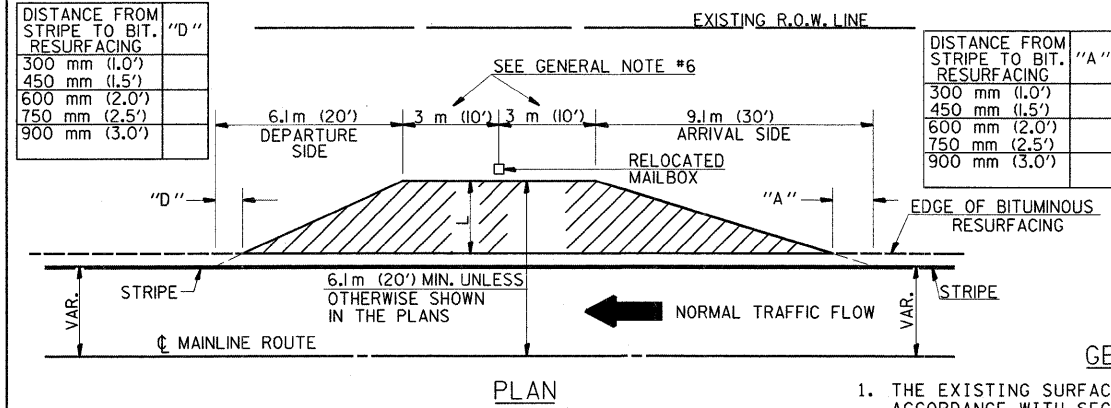 DISTANCE FROM
STRIPE TO BIT.
RESURFACING
"D"
300 mm (1.0')
450 mm (1.5')
600 mm (2.0')
750 mm (2.5')
900 mm (3.0')
EXISTING R.O.W. LINE
DISTANCE FROM
STRIPE TO BIT.
RESURFACING
"A"
300 mm (1.0')
450 mm (1.5')
600 mm (2.0')
750 mm (2.5')
900 mm (3.0')
SEE GENERAL NOTE #6
6.1m (20')
DEPARTURE
SIDE
3 m (10')
3 m (10')
9.1m (30')
ARRIVAL SIDE
RELOCATED
MAILBOX
"D"
L
"A"
EDGE OF BITUMINOUS
RESURFACING
STRIPE
6.1m (20') MIN. UNLESS
OTHERWISE SHOWN
IN THE PLANS
STRIPE
VAR.
NORMAL TRAFFIC FLOW
VAR.
℄ MAINLINE ROUTE
PLAN
GE
1. THE EXISTING SURFAC
ACCORDANCE WITH SEC